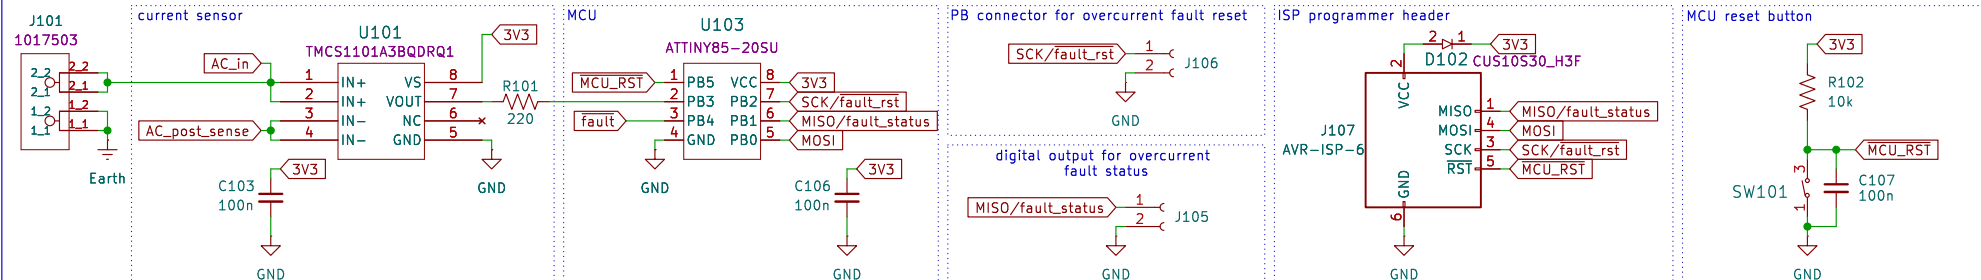 J101
1017503
2_2
2_2
2_1
2_1
1_2
1_2
1_1
1_1
Earth
current sensor
AC_in
AC_post_sense
U101
TMCS1101A3BQDRQ1
1 IN+ VS 8
2 IN+ VOUT 7
3 IN- NC 6
4 IN- GND 5
3V3
R101
220
GND
3V3
C103
100n
GND
MCU
U103
ATTINY85-20SU
MCU_RST 1 PB5 VCC 8 3V3
2 PB3 PB2 7 SCK/fault_rst
fault 3 PB4 PB1 6 MISO/fault_status
4 GND PB0 5 MOSI
GND
3V3
C106
100n
GND
PB connector for overcurrent fault reset
SCK/fault_rst 1
2
J106
GND
digital output for overcurrent
fault status
MISO/fault_status 1
2
J105
GND
ISP programmer header
2 1 3V3
D102 CUS10S30_H3F
2
VCC
J107
AVR-ISP-6
MISO 1 MISO/fault_status
MOSI 4 MOSI
SCK 3 SCK/fault_rst
RST 5 MCU_RST
GND
6
GND
MCU reset button
3V3
R102
10k
MCU_RST
3
SW101
1
C107
100n
GND